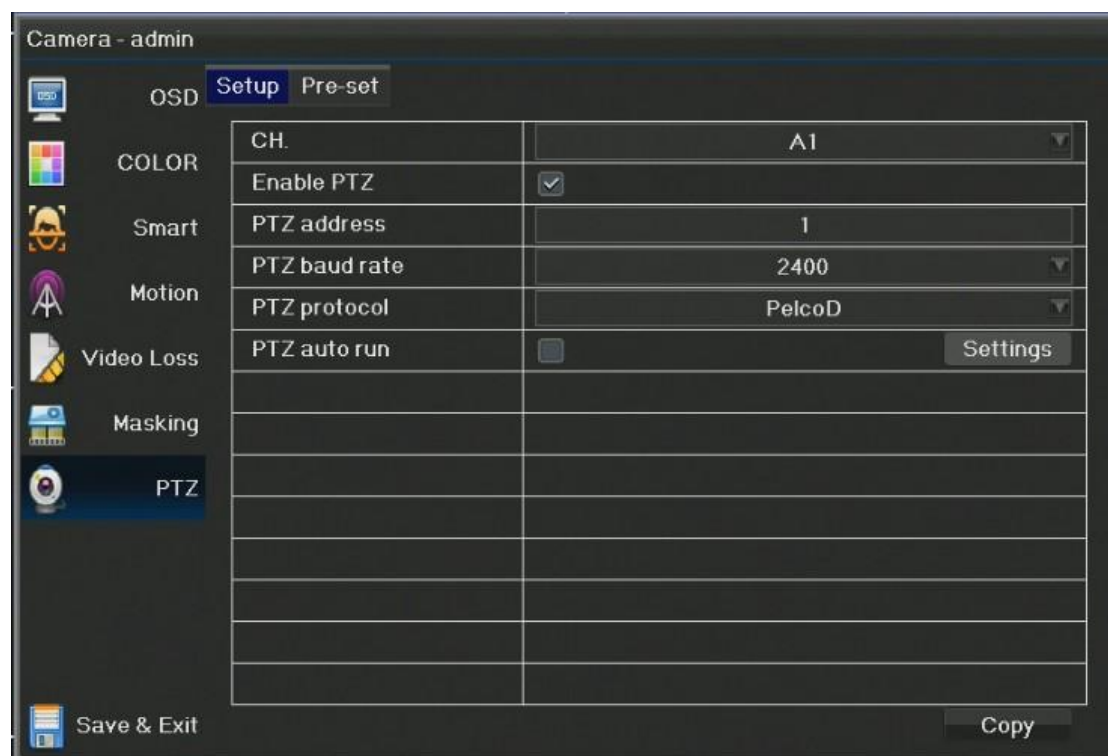 Camera - admin
OSD
COLOR
Smart
Motion
Video Loss
Masking
PTZ
Save & Exit
Setup Pre-set
CH. A1
Enable PTZ
PTZ address 1
PTZ baud rate 2400
PTZ protocol PelcoD
PTZ auto run Settings
Copy